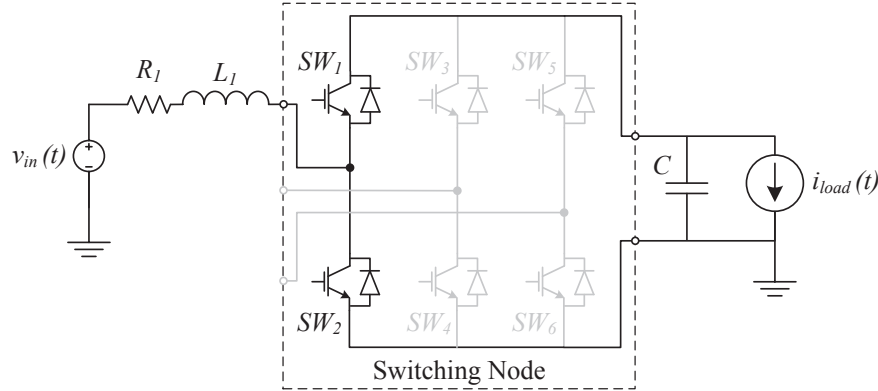 SW1
SW3
SW5
R1
L1
vin(t)
+
-
C
iload(t)
SW2
SW4
SW6
Switching Node